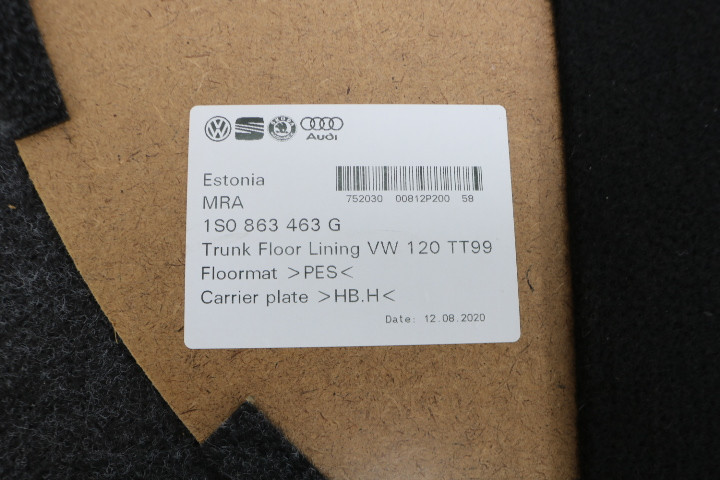 Audi
Estonia
MRA
752030 00812P200 58
1S0 863 463 G
Trunk Floor Lining VW 120 TT99
Floormat >PES<
Carrier plate >HB.H<
Date: 12.08.2020